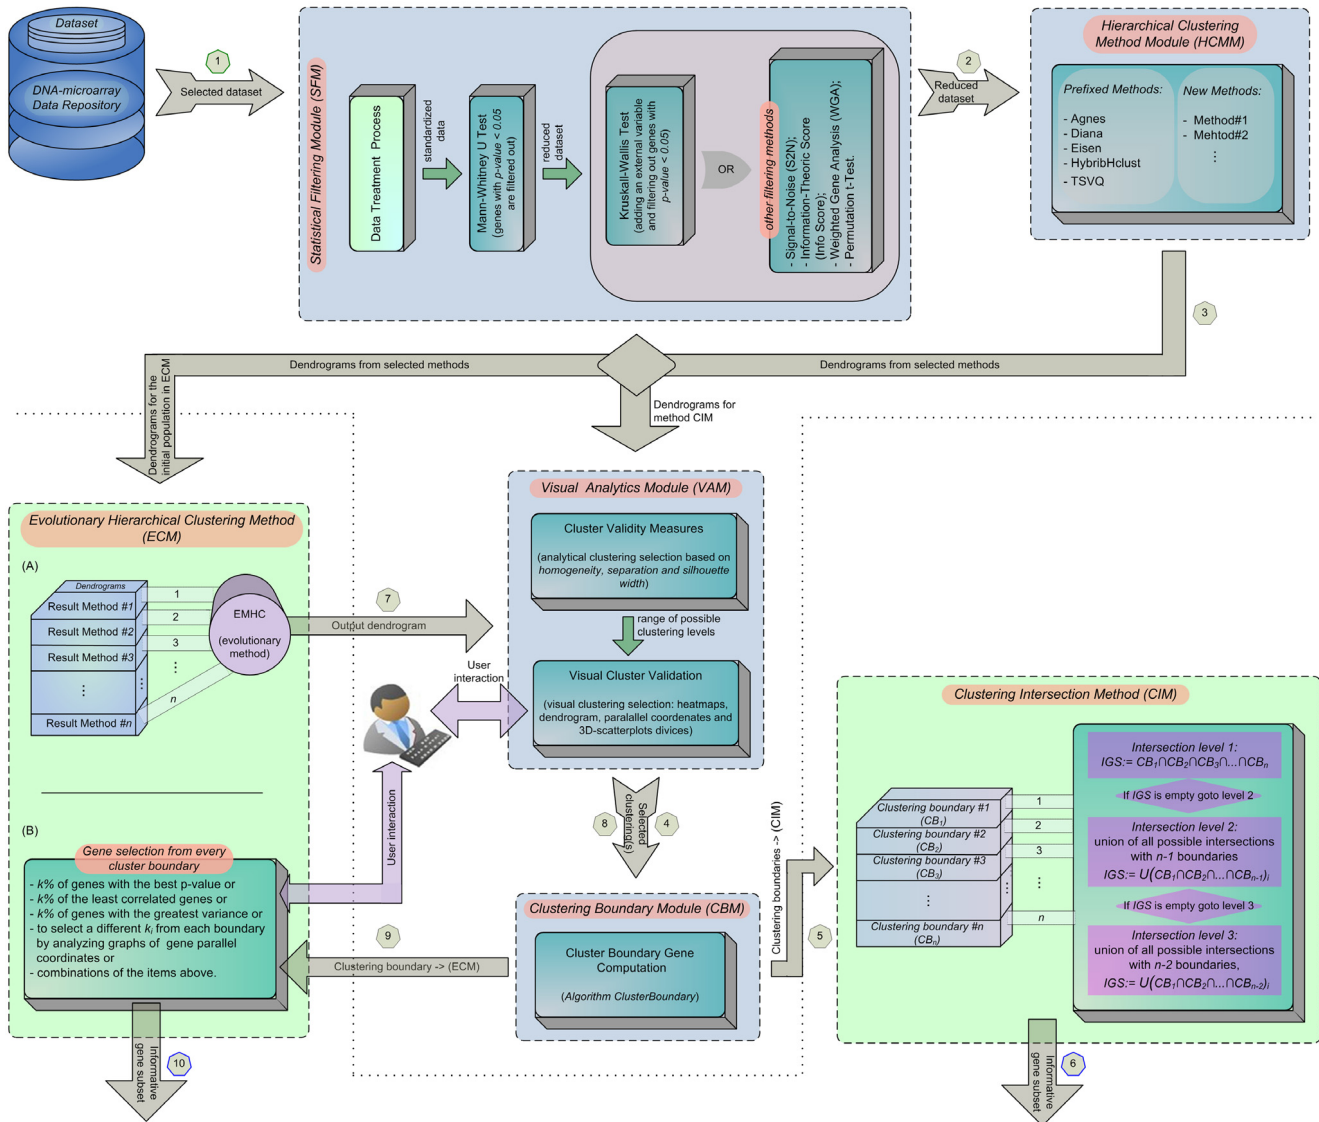 Dataset
DNA-microarray
Data Repository
1
Selected dataset
Statistical Filtering Module (SFM)
Data Treatment Process
standardized
data
Mann-Whitney U Test
(genes with p-value < 0.05
are filtered out)
reduced
dataset
Kruskall-Wallis Test
(adding an external variable
and filtering out genes with
p-value < 0.05)
OR
other filtering methods
- Signal-to-Noise (S2N);
- Information-Theoric Score
(Info Score);
- Weighted Gene Analysis (WGA);
- Permutation t-Test.
2
Reduced
dataset
Hierarchical Clustering
Method Module (HCMM)
Prefixed Methods:
- Agnes
- Diana
- Eisen
- HybribHclust
- TSVQ
New Methods:
- Method#1
- Mehtod#2
⋮
3
Dendrograms from selected methods
Dendrograms from selected methods
Dendrograms for the
initial population in ECM
Dendrograms for
method CIM
Evolutionary Hierarchical Clustering Method
(ECM)
(A)
Dendrograms
Result Method #1
Result Method #2
Result Method #3
⋮
⋮
Result Method #n
1
2
3
⋮
n
EMHC
(evolutionary
method)
7
Output dendrogram
Visual Analytics Module (VAM)
Cluster Validity Measures
(analytical clustering selection based on
homogeneity, separation and silhouette
width)
range of possible
clustering levels
Visual Cluster Validation
(visual clustering selection: heatmaps,
dendrogram, paralallel coordenates and
3D-scatterplots divices)
User
interaction
User interaction
8
Selected
clustering(s)
4
(B)
Gene selection from every
cluster boundary
- k% of genes with the best p-value or
- k% of the least correlated genes or
- k% of genes with the greatest variance or
- to select a different ki from each boundary
by analyzing graphs of gene parallel
coordinates or
- combinations of the items above.
9
Clustering boundary -> (ECM)
Clustering Boundary Module (CBM)
Cluster Boundary Gene
Computation
(Algorithm ClusterBoundary)
Clustering boundaries -> (CIM)
5
Clustering Intersection Method (CIM)
Clustering boundary #1
(CB1)
Clustering boundary #2
(CB2)
Clustering boundary #3
(CB3)
⋮
⋮
Clustering boundary #n
(CBn)
1
2
3
⋮
n
Intersection level 1:
IGS:= CB1∩CB2∩CB3∩...∩CBn
If IGS is empty goto level 2
Intersection level 2:
union of all possible intersections
with n-1 boundaries
IGS:= U(CB1∩CB2∩...∩CBn-1)i
If IGS is empty goto level 3
Intersection level 3:
union of all possible intersections
with n-2 boundaries,
IGS:= U(CB1∩CB2∩...∩CBn-2)i
Informative
gene subset
10
Informative
gene subset
6